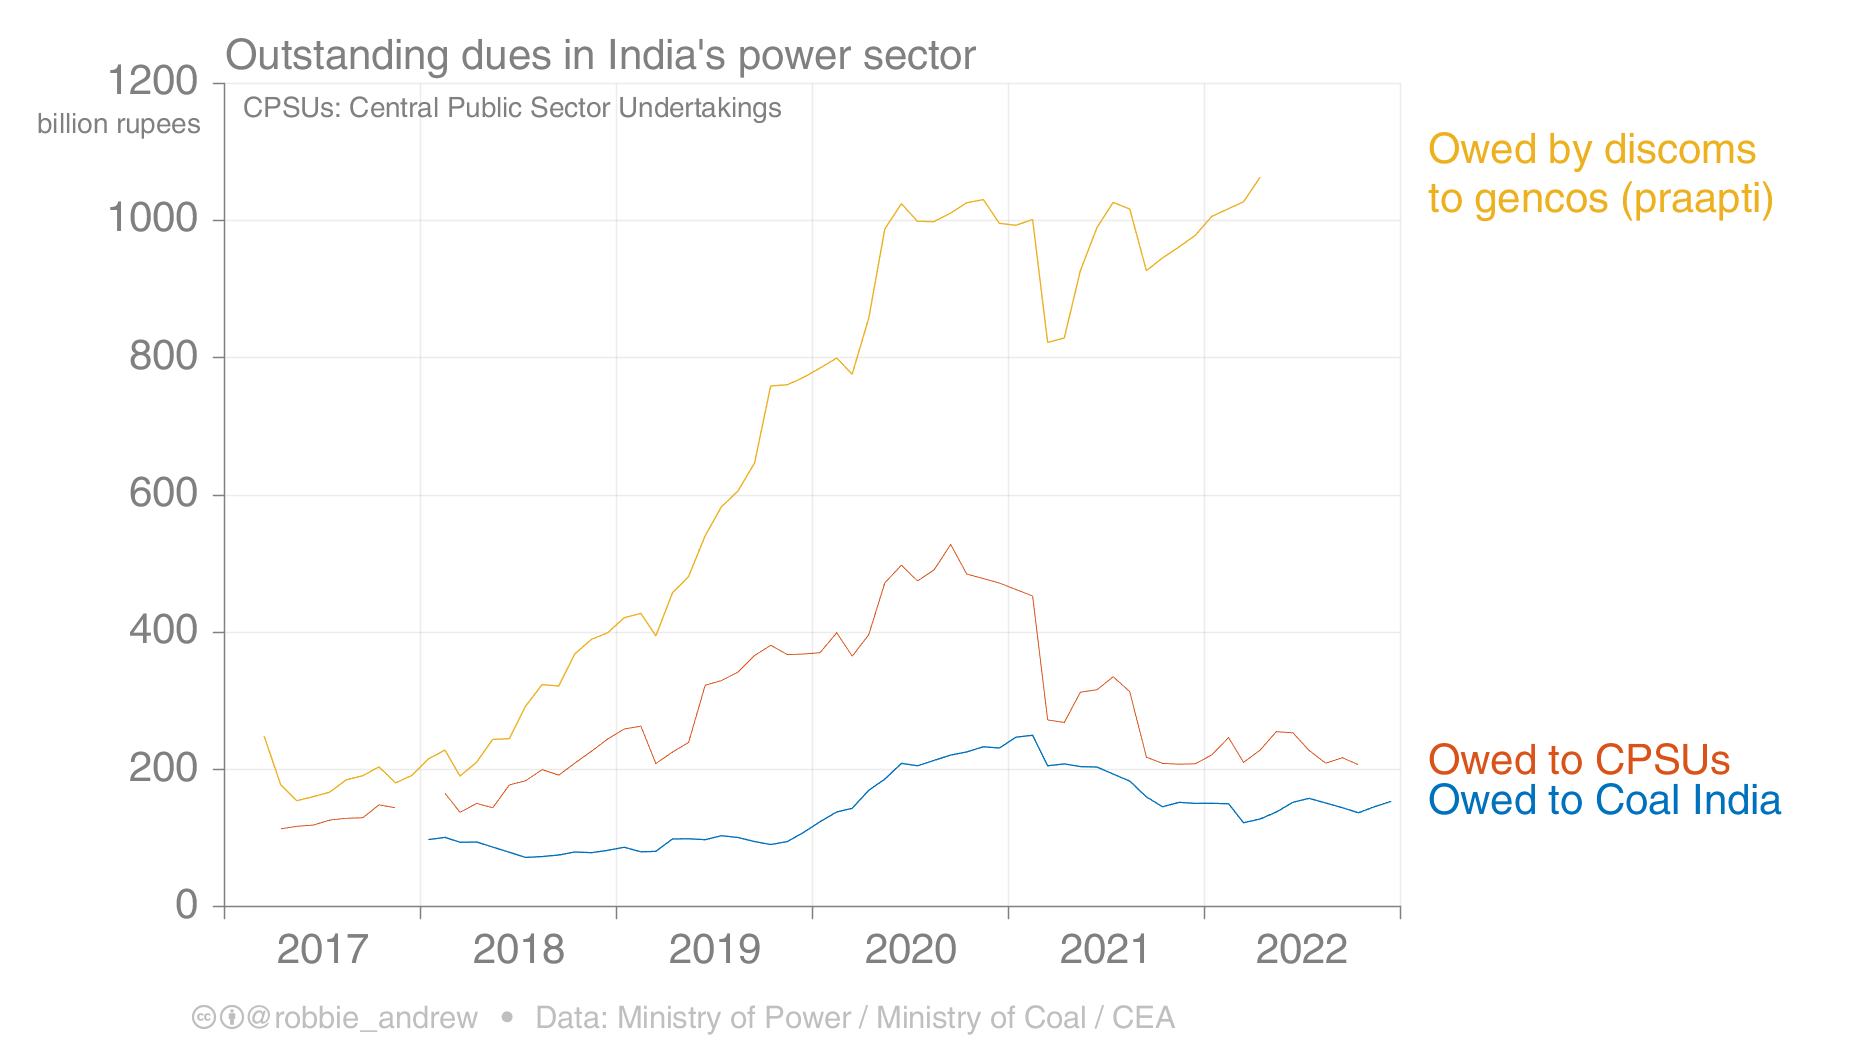 Outstanding dues in India's power sector
1200
billion rupees
CPSUs: Central Public Sector Undertakings
Owed by discoms
to gencos (praapti)
1000
800
600
400
200
0
Owed to CPSUs
Owed to Coal India
2017 2018 2019 2020 2021 2022
cc @robbie_andrew • Data: Ministry of Power / Ministry of Coal / CEA